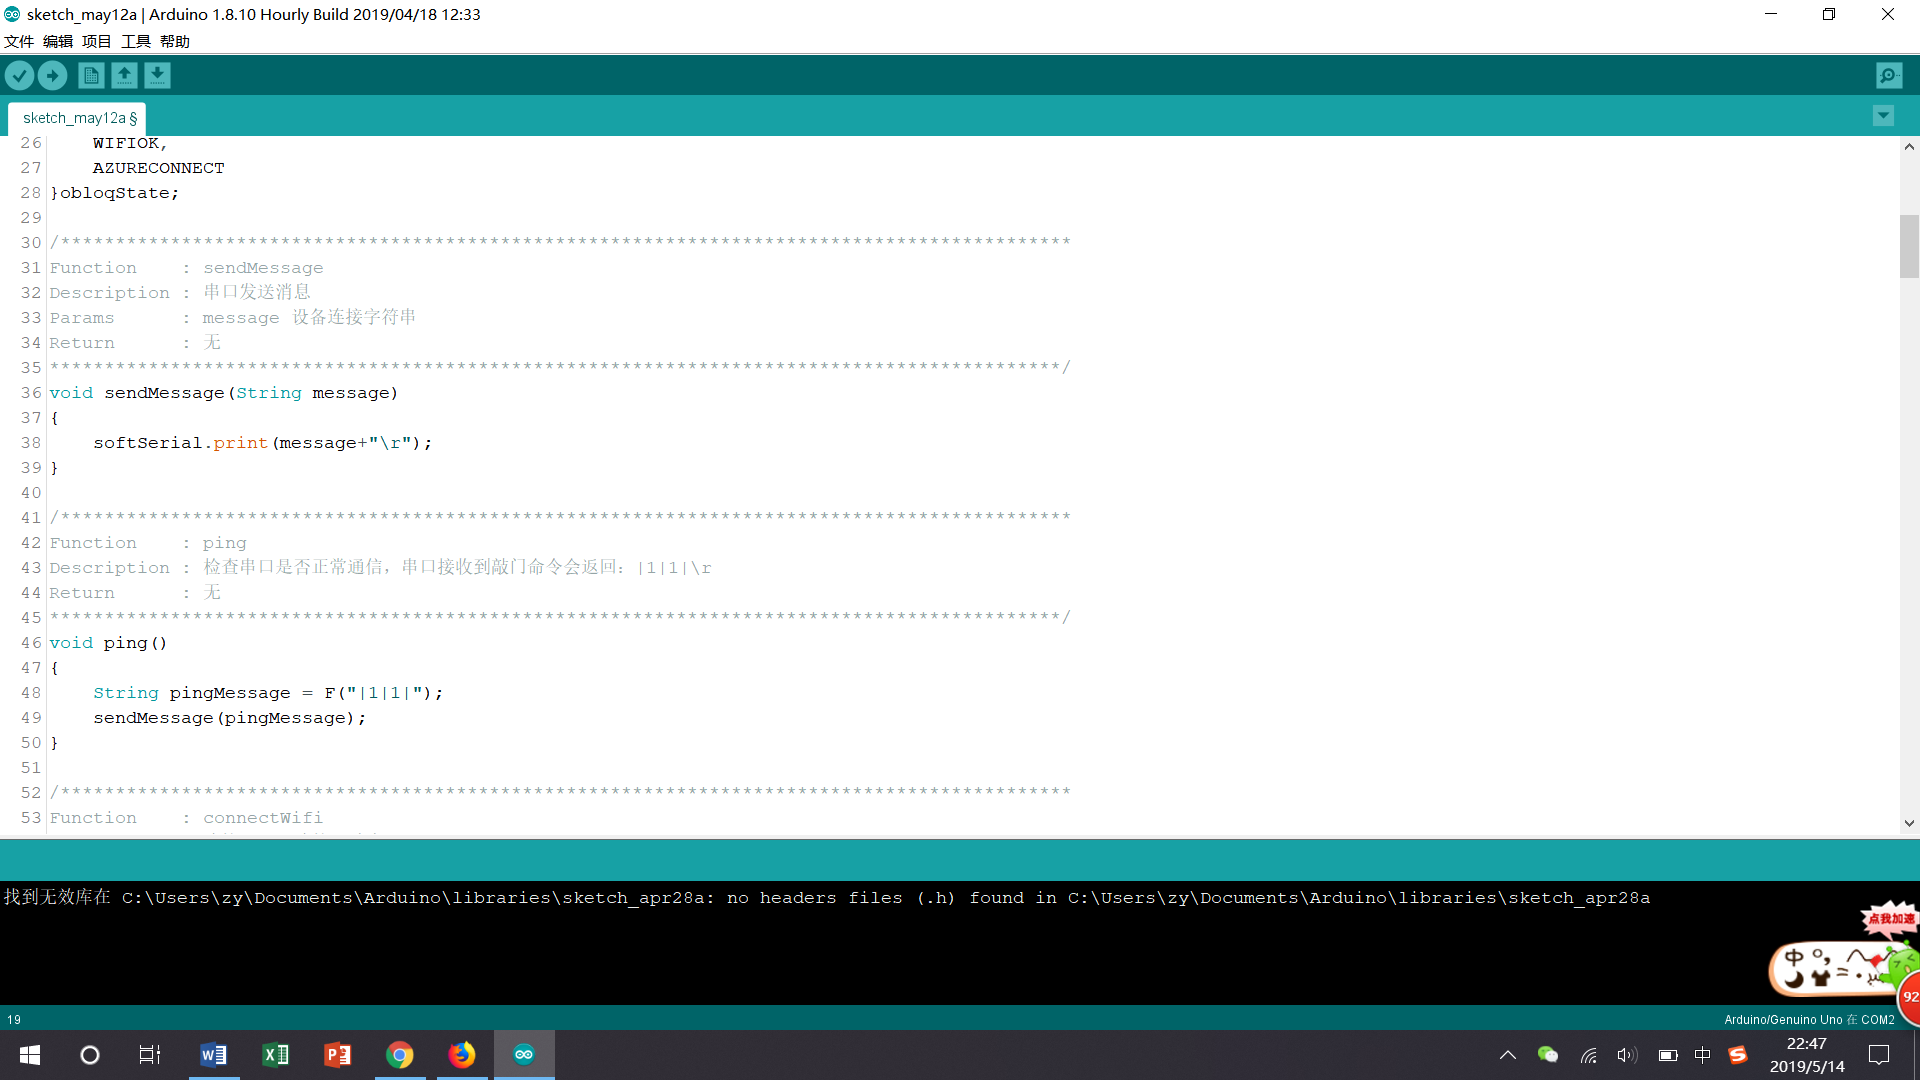 sketch_may12a | Arduino 1.8.10 Hourly Build 2019/04/18 12:33
文件 编辑 项目 工具 帮助
sketch_may12a §
26 WIFIOK,
27 AZURECONNECT
28 }obloqState;
29
30 /********************************************************************************************
31 Function : sendMessage
32 Description : 串口发送消息
33 Params : message 设备连接字符串
34 Return : 无
35 ********************************************************************************************/
36 void sendMessage(String message)
37 {
38 softSerial.print(message+"\r");
39 }
40
41 /********************************************************************************************
42 Function : ping
43 Description : 检查串口是否正常通信，串口接收到敲门命令会返回：|1|1|\r
44 Return : 无
45 ********************************************************************************************/
46 void ping()
47 {
48 String pingMessage = F("|1|1|");
49 sendMessage(pingMessage);
50 }
51
52 /********************************************************************************************
53 Function : connectWifi
找到无效库在 C:\Users\zy\Documents\Arduino\libraries\sketch_apr28a: no headers files (.h) found in C:\Users\zy\Documents\Arduino\libraries\sketch_apr28a
点我加速
中
92
19
Arduino/Genuino Uno 在 COM2
中
22:47
2019/5/14